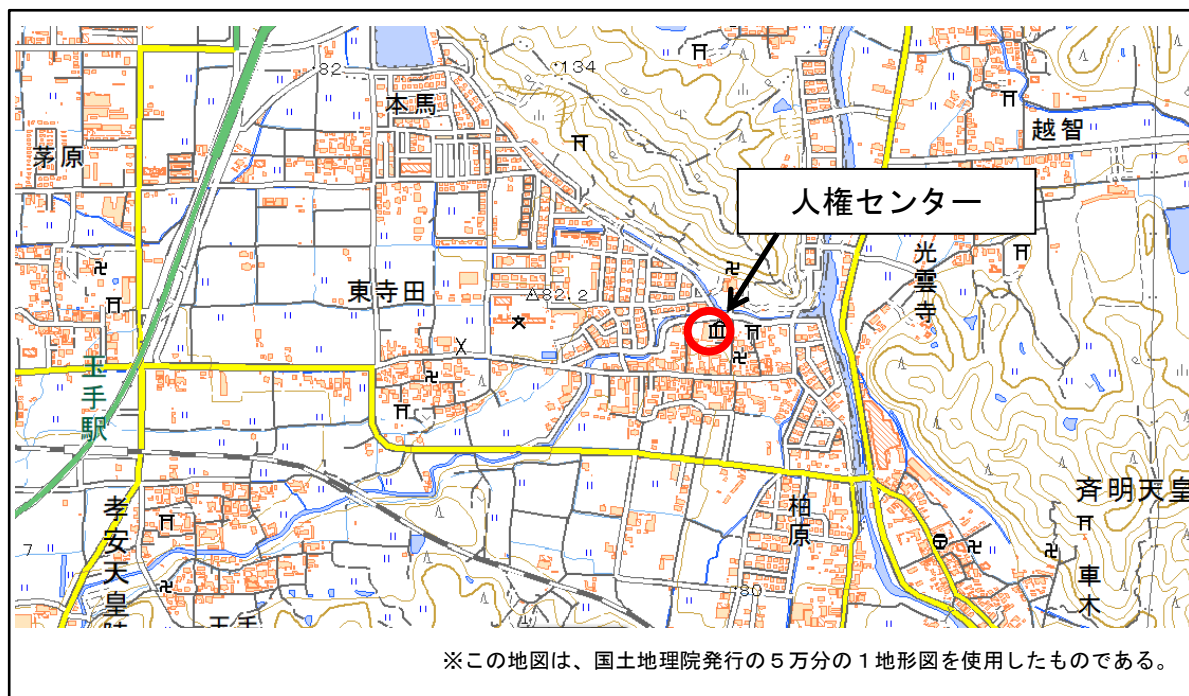 82
・134
本馬
越智
茅原
人権センター
光雲寺
東寺田
△82.2
玉手駅
斉明天皇
柏原
孝安天皇陵
7
・80
車木
玉手
※この地図は、国土地理院発行の５万分の１地形図を使用したものである。